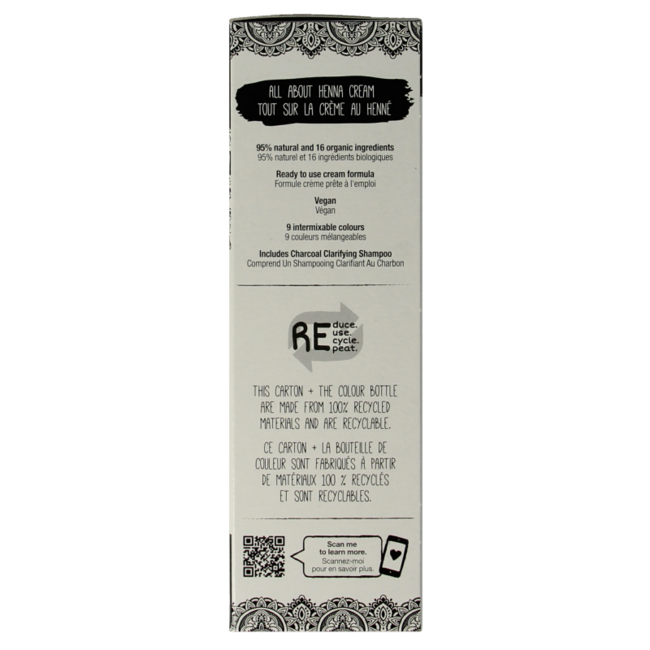 ALL ABOUT HENNA CREAM
TOUT SUR LA CRÈME AU HENNÉ
95% natural and 16 organic ingredients
95% naturel et 16 ingrédients biologiques
Ready to use cream formula
Formule crème prête à l'emploi
Vegan
Végan
9 intermixable colours
9 couleurs mélangeables
Includes Charcoal Clarifying Shampoo
Comprend Un Shampooing Clarifiant Au Charbon
REduce.
use.
cycle.
peat.
THIS CARTON + THE COLOUR BOTTLE
ARE MADE FROM 100% RECYCLED
MATERIALS AND ARE RECYCLABLE.
CE CARTON + LA BOUTEILLE DE
COULEUR SONT FABRIQUÉS À PARTIR
DE MATÉRIAUX 100 % RECYCLÉS
ET SONT RECYCLABLES.
Scan me
to learn more.
Scannez-moi
pour en savoir plus.